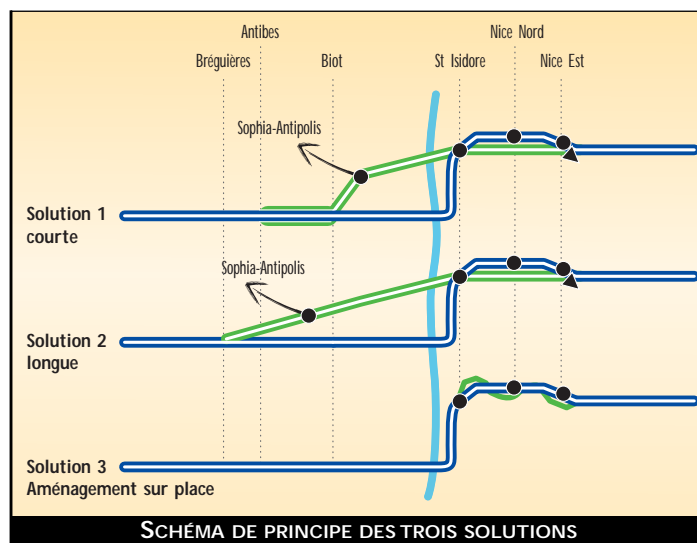 Antibes
Nice Nord
Bréguières
Biot
St Isidore
Nice Est
Sophia-Antipolis
Solution 1
courte
Sophia-Antipolis
Solution 2
longue
Solution 3
Aménagement sur place
SCHÉMA DE PRINCIPE DES TROIS SOLUTIONS